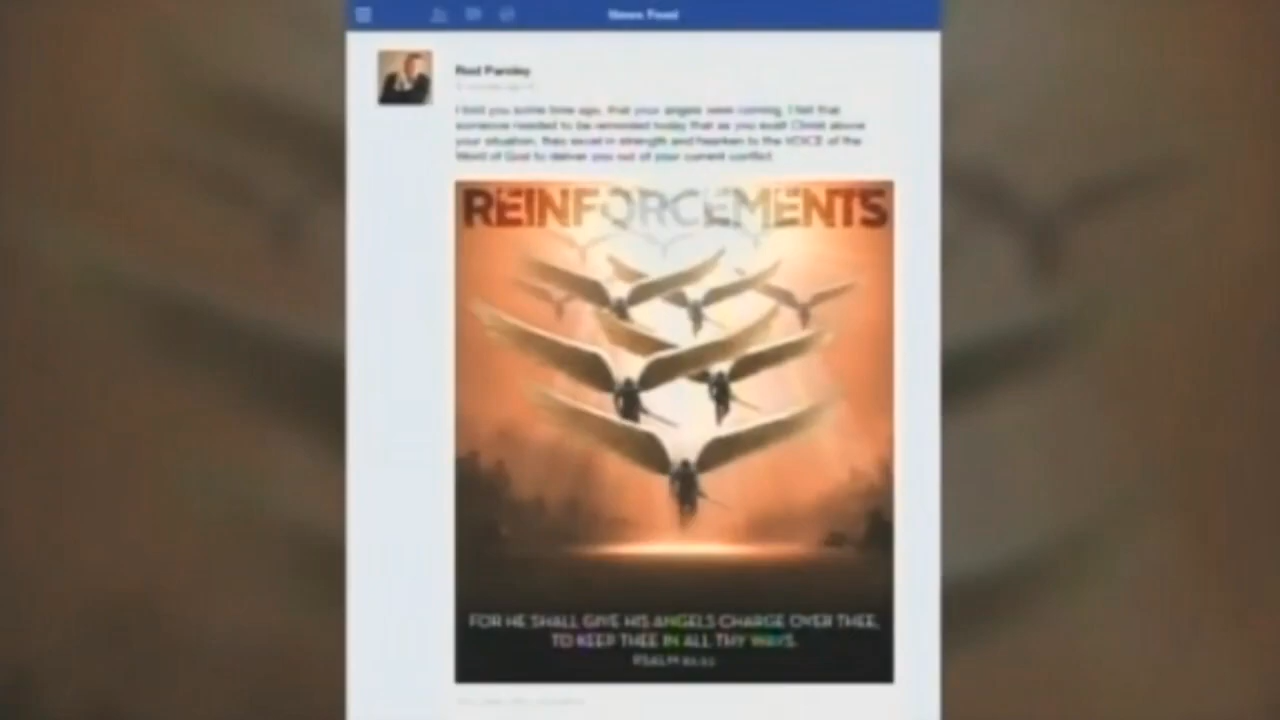 News Feed
Rod Parsley
I told you some time ago, that your angels were coming. I felt that
someone needed to be reminded today that as you exalt Christ above
your situation, they excel in strength and hearken to the VOICE of the
Word of God to deliver you out of your current conflict.
REINFORCEMENTS
FOR HE SHALL GIVE HIS ANGELS CHARGE OVER THEE,
TO KEEP THEE IN ALL THY WAYS.
PSALM